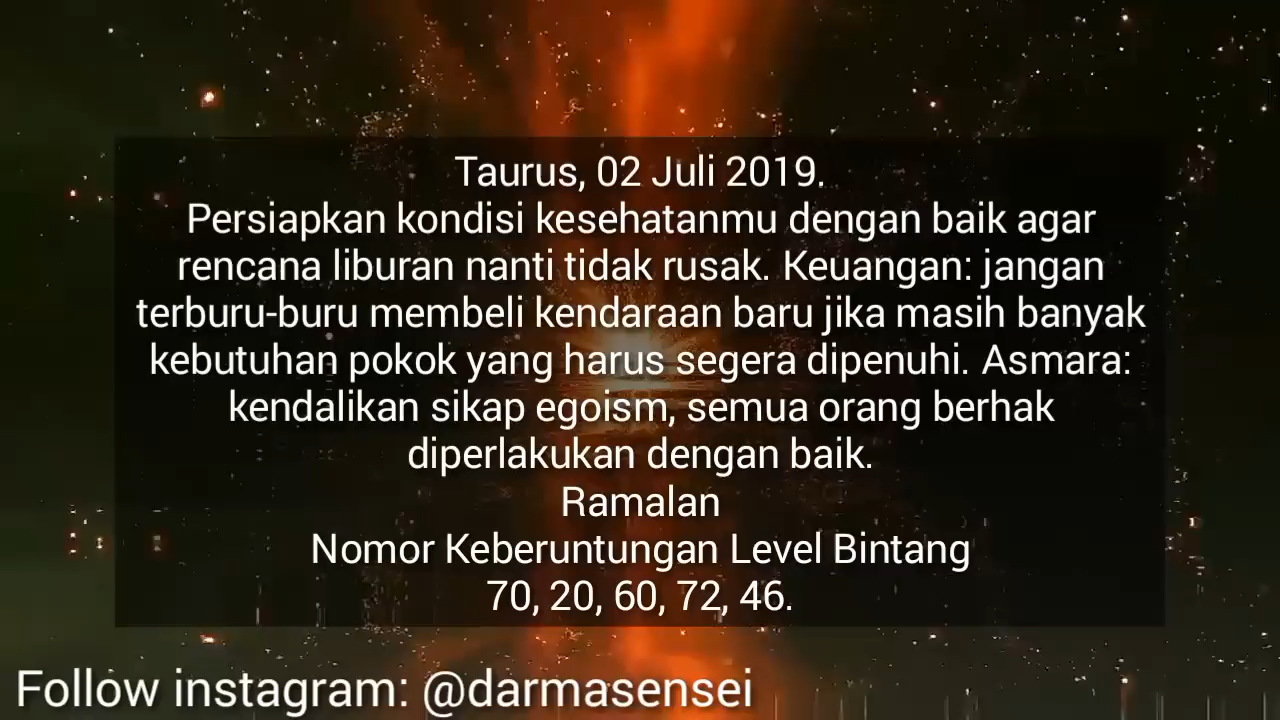 Taurus, 02 Juli 2019.
Persiapkan kondisi kesehatanmu dengan baik agar
rencana liburan nanti tidak rusak. Keuangan: jangan
terburu-buru membeli kendaraan baru jika masih banyak
kebutuhan pokok yang harus segera dipenuhi. Asmara:
kendalikan sikap egoism, semua orang berhak
diperlakukan dengan baik.
Ramalan
Nomor Keberuntungan Level Bintang
70, 20, 60, 72, 46.
Follow instagram: @darmasensei